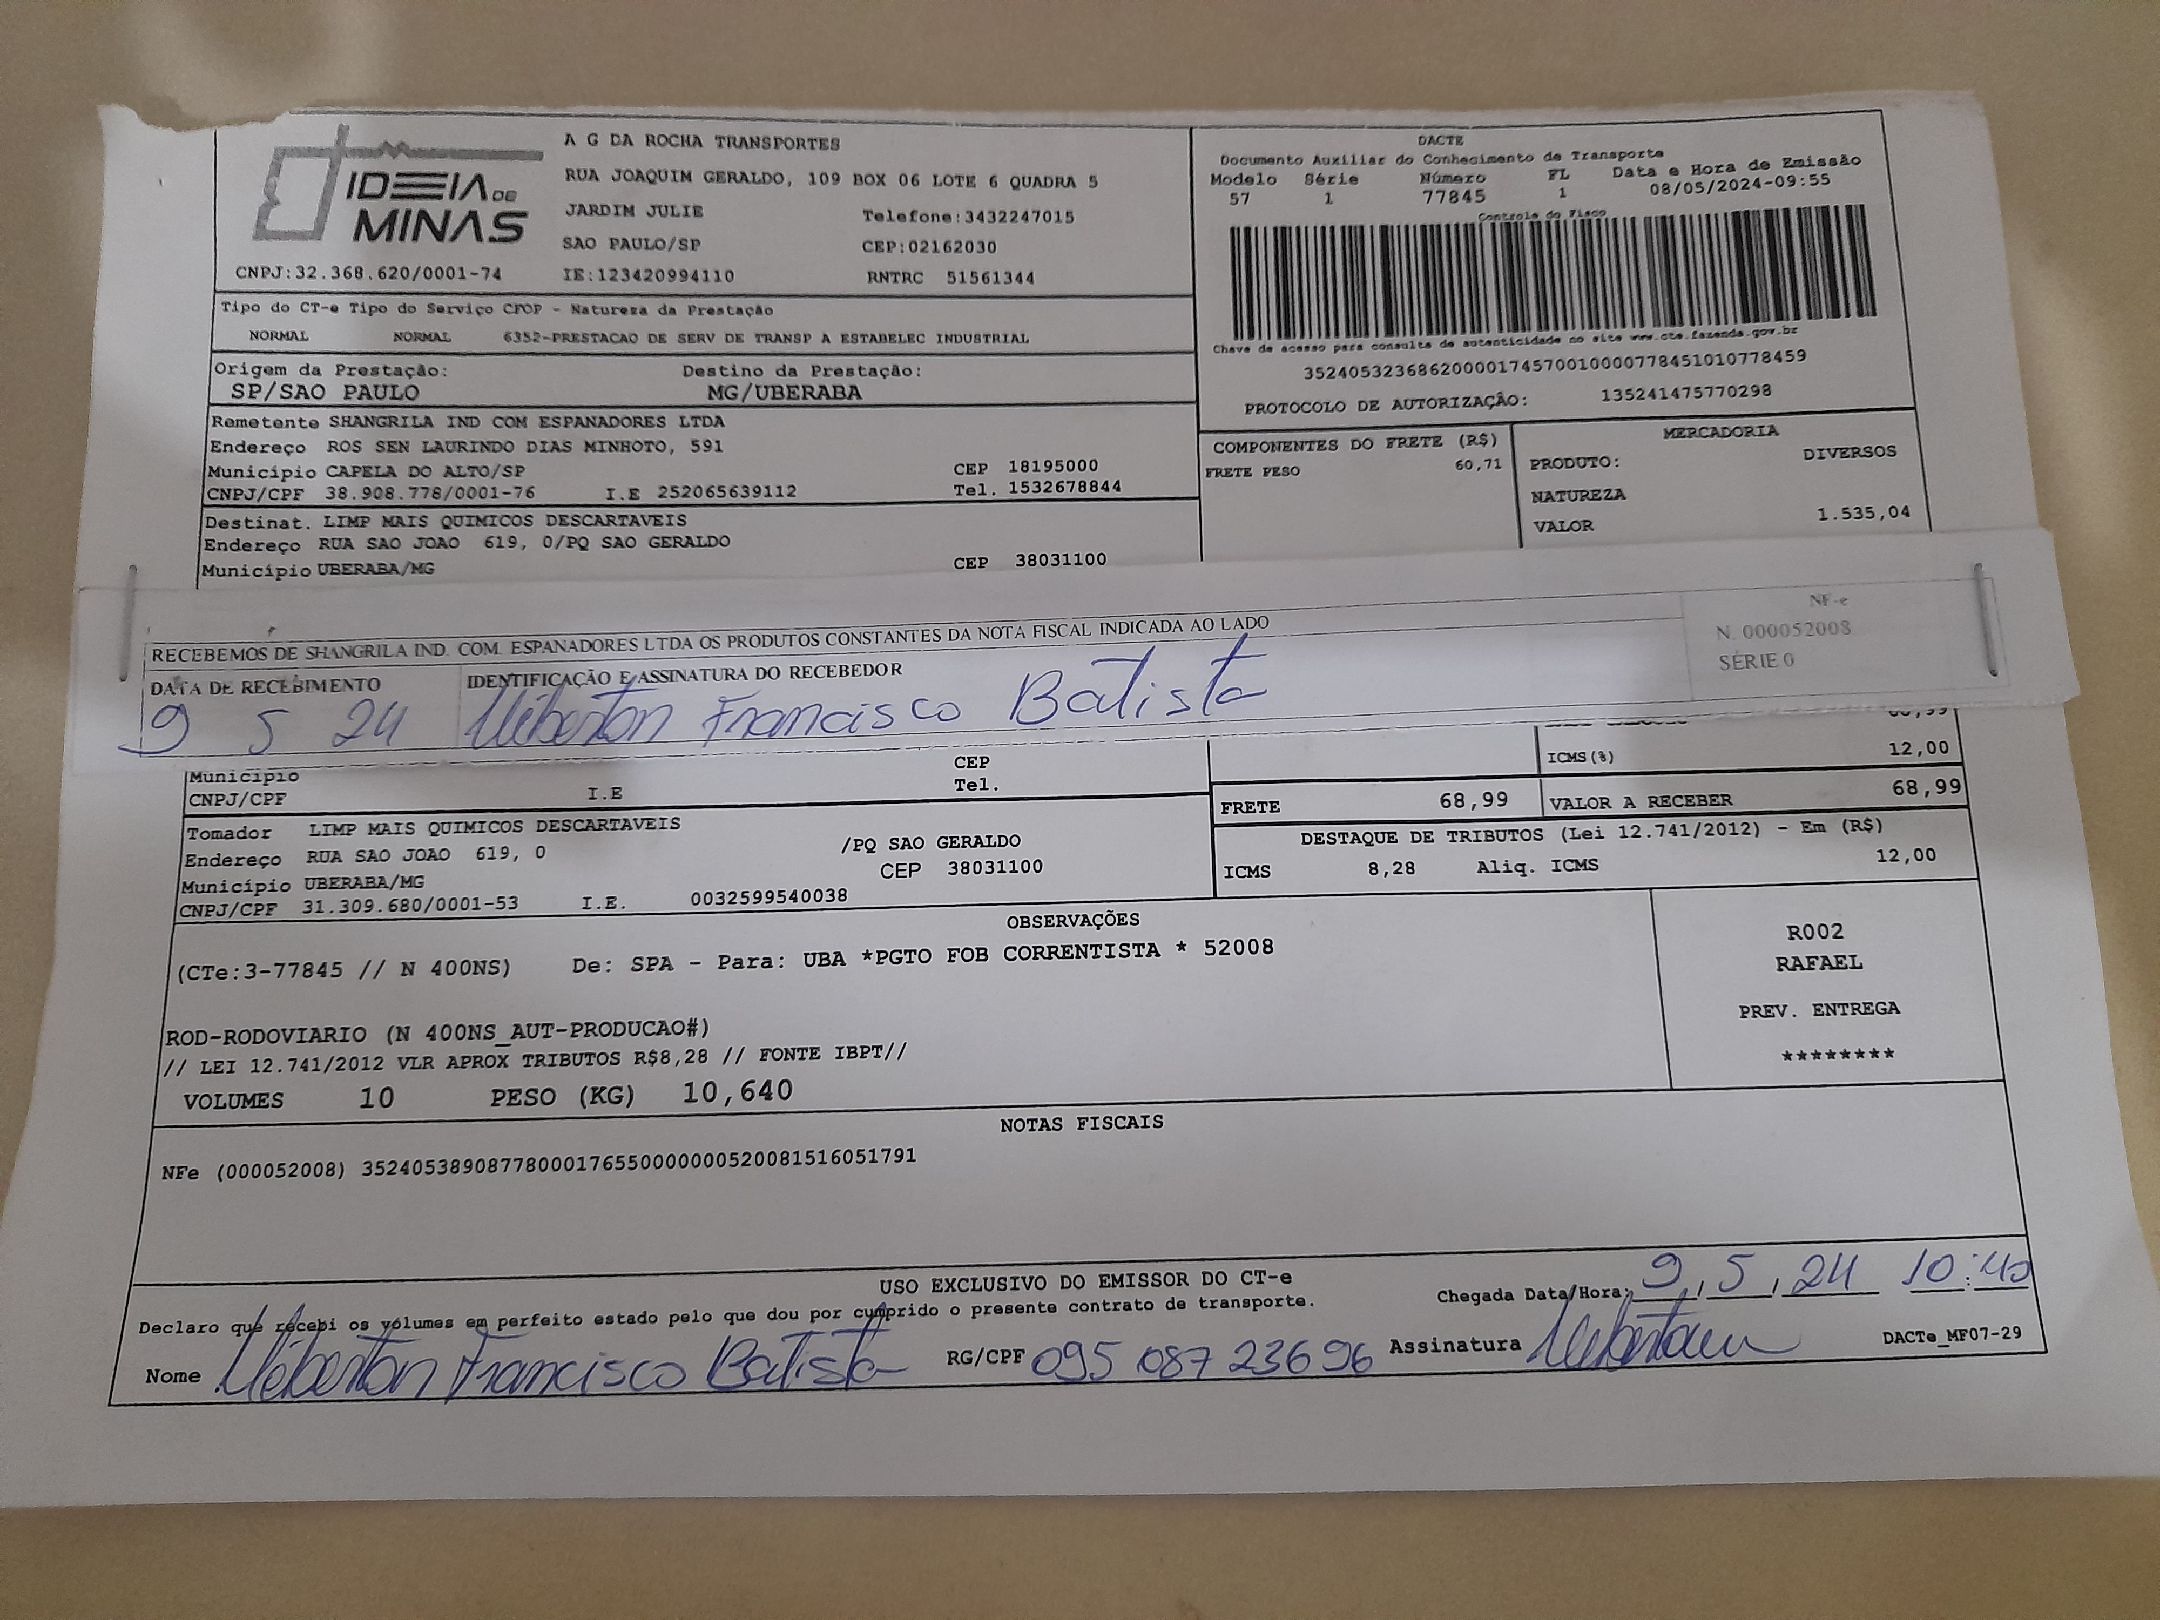 IDEIA DE
MINAS
CNPJ:32.368.620/0001-74
A G DA ROCHA TRANSPORTES
RUA JOAQUIM GERALDO, 109 BOX 06 LOTE 6 QUADRA 5
JARDIM JULIE Telefone:3432247015
SAO PAULO/SP CEP:02162030
IE:123420994110 RNTRC 51561344
DACTE
Documento Auxiliar do Conhecimento de Transporte
Modelo Série Número FL Data e Hora de Emissão
57 1 77845 1 08/05/2024-09:55
Controle do Fisco
Chave de acesso para consulta de autenticidade no site www.cte.fazenda.gov.br
35240532368620000174570010000778451010778459
PROTOCOLO DE AUTORIZAÇÃO: 135241475770298
Tipo do CT-e Tipo do Serviço CFOP - Natureza da Prestação
NORMAL NORMAL 6352-PRESTACAO DE SERV DE TRANSP A ESTABELEC INDUSTRIAL
Origem da Prestação: Destino da Prestação:
SP/SAO PAULO MG/UBERABA
Remetente SHANGRILA IND COM ESPANADORES LTDA
Endereço ROS SEN LAURINDO DIAS MINHOTO, 591
Município CAPELA DO ALTO/SP CEP 18195000
CNPJ/CPF 38.908.778/0001-76 I.E 252065639112 Tel. 1532678844
COMPONENTES DO FRETE (R$)
FRETE PESO 60,71
MERCADORIA
PRODUTO: DIVERSOS
NATUREZA
VALOR 1.535,04
Destinat. LIMP MAIS QUIMICOS DESCARTAVEIS
Endereço RUA SAO JOAO 619, 0/PQ SAO GERALDO
Município UBERABA/MG CEP 38031100
RECEBEMOS DE SHANGRILA IND. COM. ESPANADORES LTDA OS PRODUTOS CONSTANTES DA NOTA FISCAL INDICADA AO LADO
NF-e
N. 000052008
SÉRIE 0
DATA DE RECEBIMENTO IDENTIFICAÇÃO E ASSINATURA DO RECEBEDOR
9 5 24 Francisco Batista
Município CEP
CNPJ/CPF I.E Tel.
ICMS(%) 12,00
FRETE 68,99 VALOR A RECEBER 68,99
Tomador LIMP MAIS QUIMICOS DESCARTAVEIS
Endereço RUA SAO JOAO 619, 0 /PQ SAO GERALDO
Município UBERABA/MG CEP 38031100
CNPJ/CPF 31.309.680/0001-53 I.E. 0032599540038
DESTAQUE DE TRIBUTOS (Lei 12.741/2012) - Em (R$)
ICMS 8,28 Aliq. ICMS 12,00
OBSERVAÇÕES
(CTe:3-77845 // N 400NS) De: SPA - Para: UBA *PGTO FOB CORRENTISTA * 52008
ROD-RODOVIARIO (N 400NS_AUT-PRODUCAO#)
// LEI 12.741/2012 VLR APROX TRIBUTOS R$8,28 // FONTE IBPT//
VOLUMES 10 PESO (KG) 10,640
R002
RAFAEL
PREV. ENTREGA
********
NOTAS FISCAIS
NFe (000052008) 35240538908778000176550000000520081516051791
USO EXCLUSIVO DO EMISSOR DO CT-e
Declaro que recebi os volumes em perfeito estado pelo que dou por cumprido o presente contrato de transporte.
Chegada Data/Hora: 9, 5, 24 10:40
Nome Francisco Batista RG/CPF 095 087 236 96 Assinatura
DACTe_MF07-29